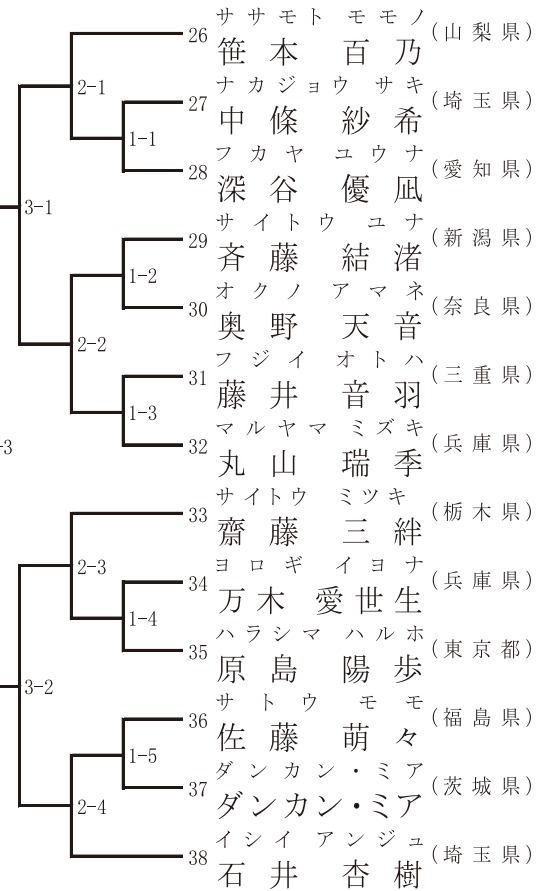 ササモト モモノ
26 笹本 百乃 (山梨県)
2-1
ナカジョウ サキ
27 中條 紗希 (埼玉県)
1-1
フカヤ ユウナ
28 深谷 優凪 (愛知県)
3-1
サイトウ ユナ
29 斉藤 結渚 (新潟県)
1-2
オクノ アマネ
30 奥野 天音 (奈良県)
2-2
フジイ オトハ
31 藤井 音羽 (三重県)
1-3
マルヤマ ミズキ
32 丸山 瑞季 (兵庫県)
-3
サイトウ ミツキ
33 齋藤 三絆 (栃木県)
2-3
ヨロギ イヨナ
34 万木 愛世生 (兵庫県)
1-4
ハラシマ ハルホ
35 原島 陽歩 (東京都)
3-2
サトウ モモ
36 佐藤 萌々 (福島県)
1-5
ダンカン・ミア
37 ダンカン・ミア (茨城県)
2-4
イシイ アンジュ
38 石井 杏樹 (埼玉県)